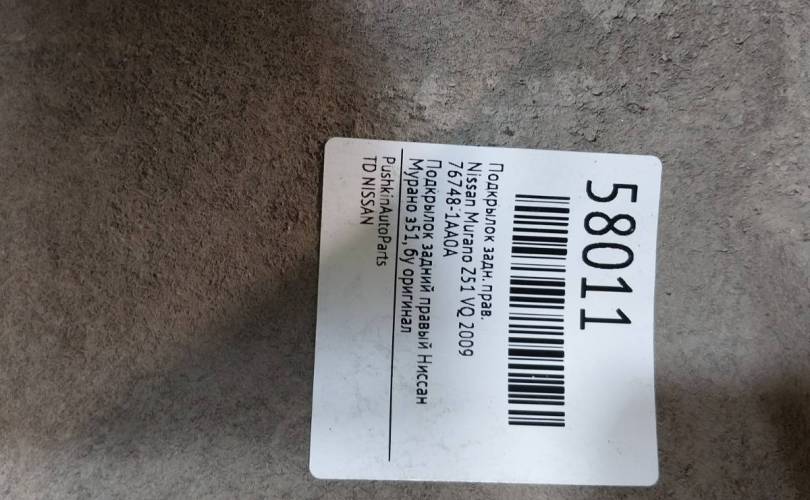 58011
Подкрылок задн. прав.
Nissan Murano Z51 VQ 2009
76748-1AA0A
Подкрылок задний правый Ниссан
Мурано з51, бу оригинал
PushkinAutoParts
TD NISSAN